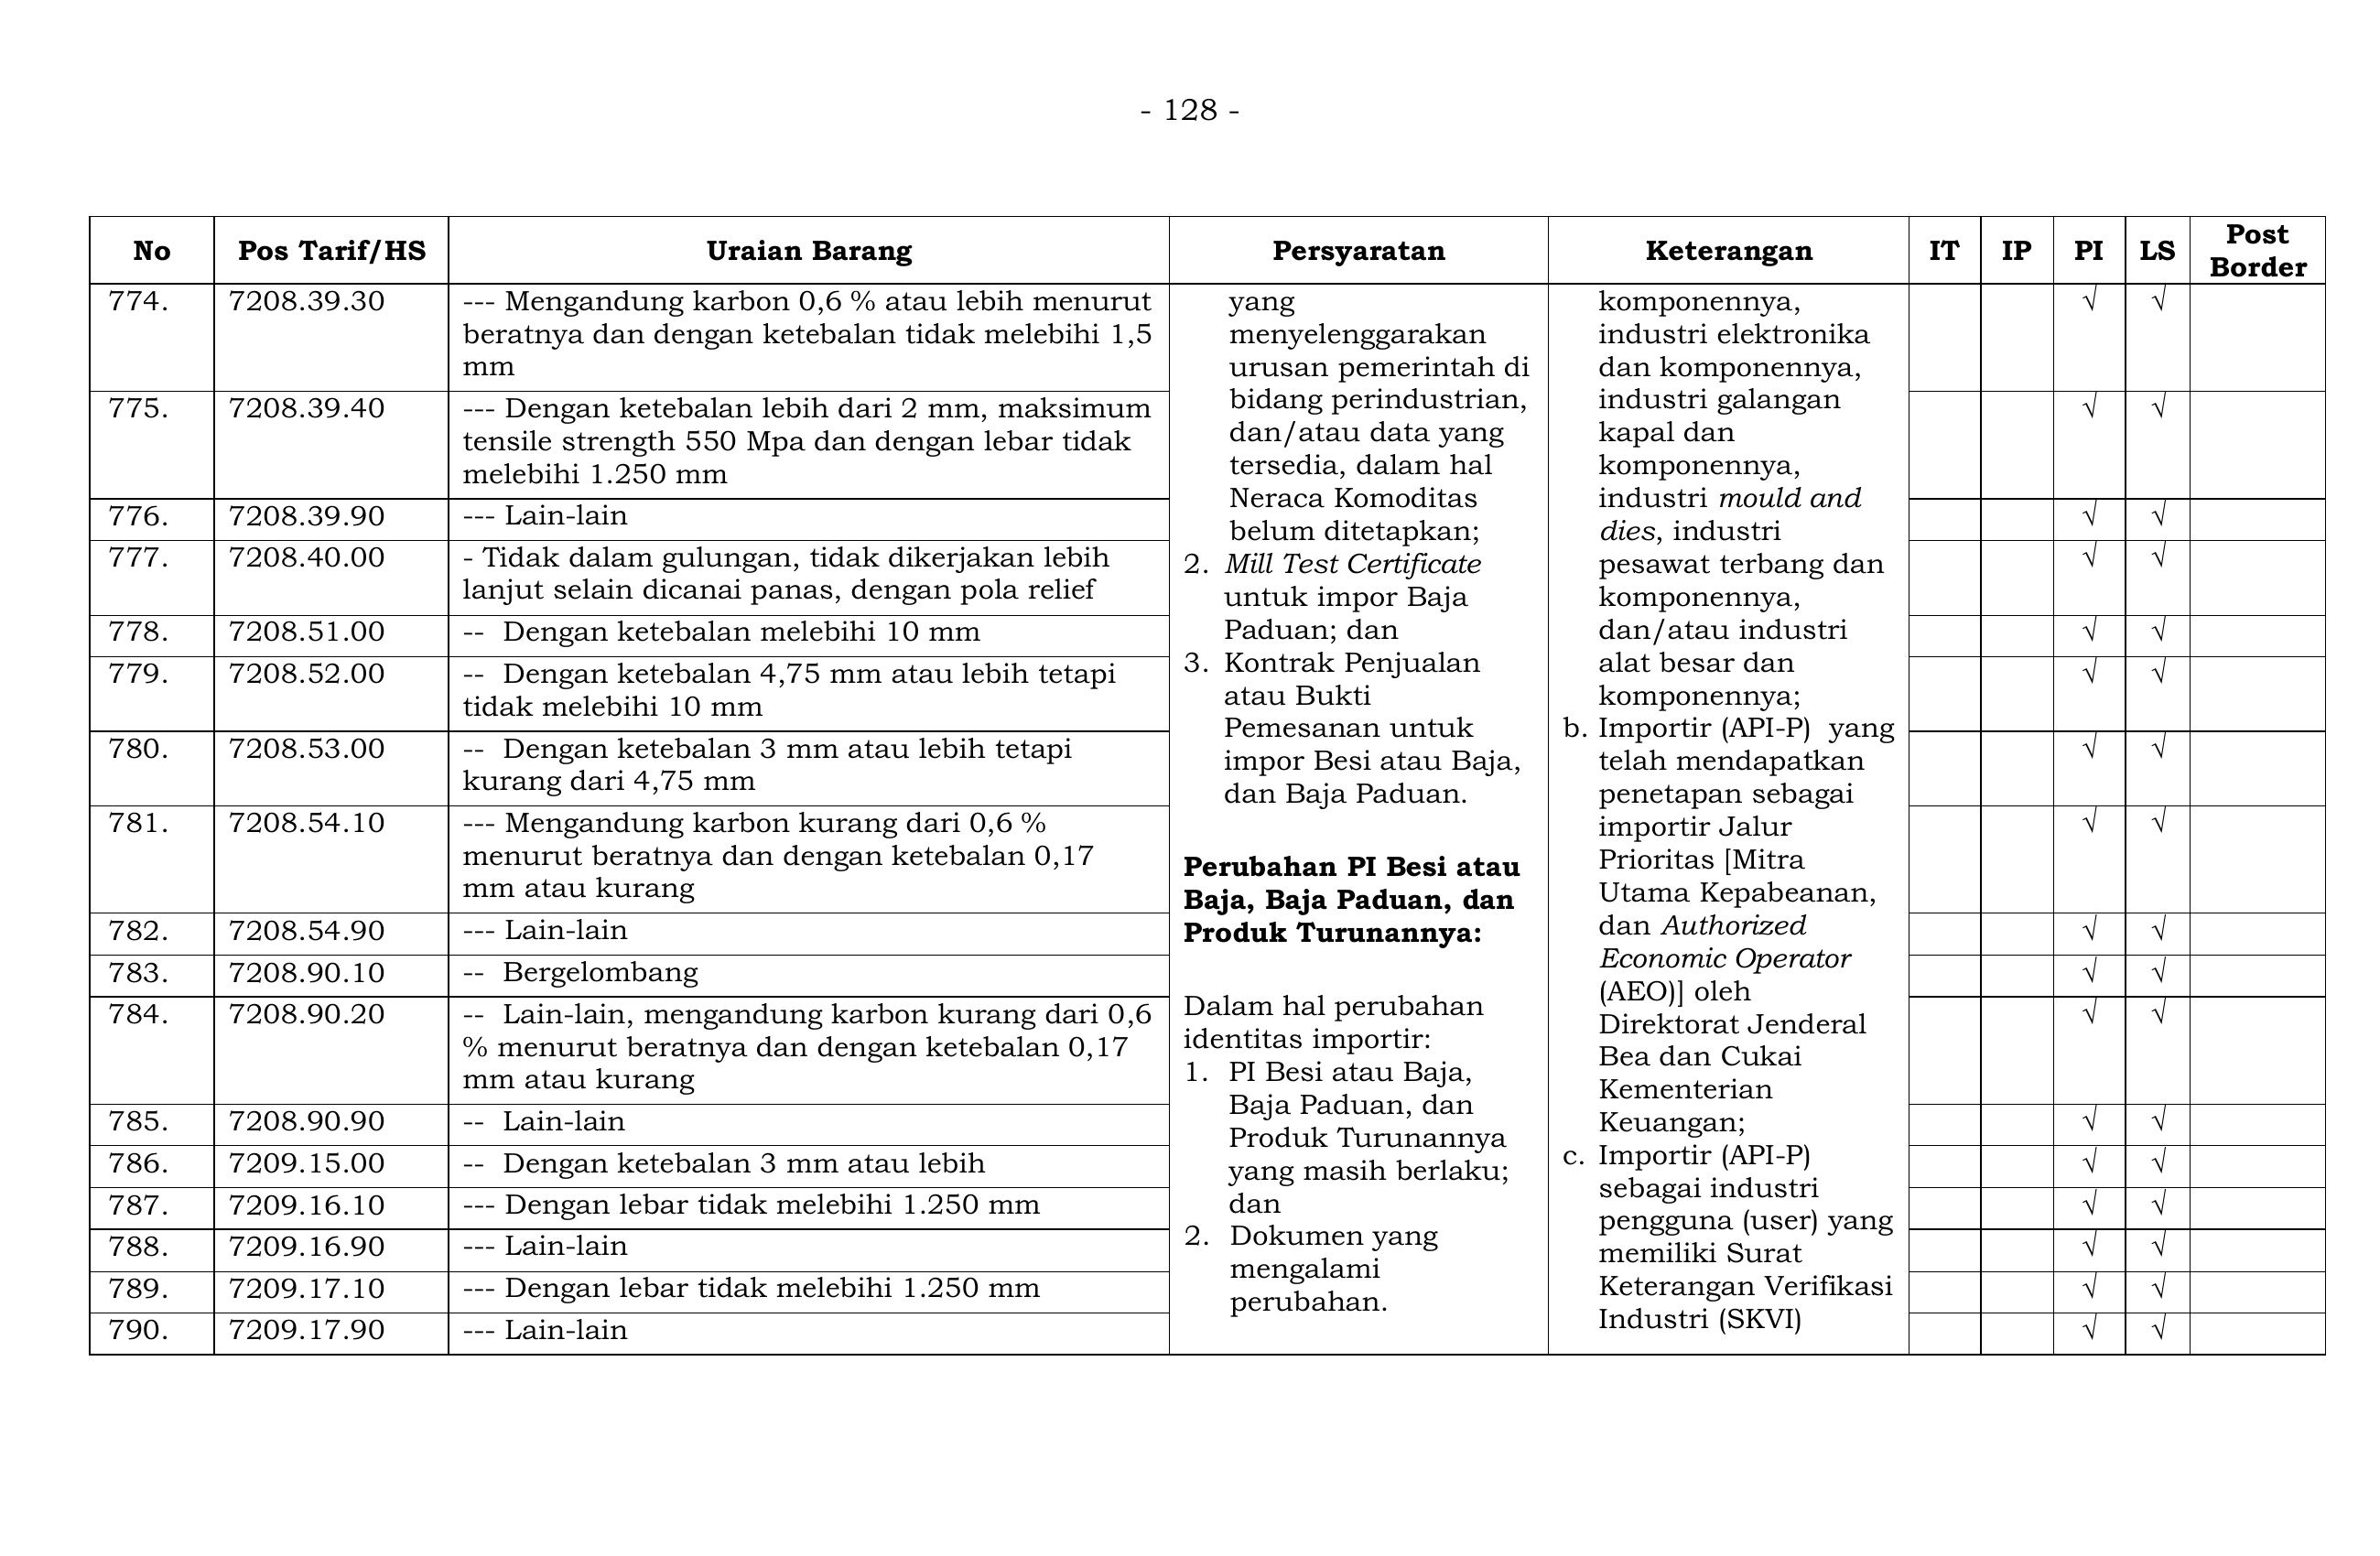 - 128 -
No Pos Tarif/HS Uraian Barang Persyaratan Keterangan IT IP PI LS Post Border
774. 7208.39.30 --- Mengandung karbon 0,6 % atau lebih menurut
beratnya dan dengan ketebalan tidak melebihi 1,5
mm
√ √
775. 7208.39.40 --- Dengan ketebalan lebih dari 2 mm, maksimum
tensile strength 550 Mpa dan dengan lebar tidak
melebihi 1.250 mm
√ √
776. 7208.39.90 --- Lain-lain √ √
777. 7208.40.00 - Tidak dalam gulungan, tidak dikerjakan lebih
lanjut selain dicanai panas, dengan pola relief
√ √
778. 7208.51.00 -- Dengan ketebalan melebihi 10 mm √ √
779. 7208.52.00 -- Dengan ketebalan 4,75 mm atau lebih tetapi
tidak melebihi 10 mm
√ √
780. 7208.53.00 -- Dengan ketebalan 3 mm atau lebih tetapi
kurang dari 4,75 mm
√ √
781. 7208.54.10 --- Mengandung karbon kurang dari 0,6 %
menurut beratnya dan dengan ketebalan 0,17
mm atau kurang
√ √
782. 7208.54.90 --- Lain-lain √ √
783. 7208.90.10 -- Bergelombang √ √
784. 7208.90.20 -- Lain-lain, mengandung karbon kurang dari 0,6
% menurut beratnya dan dengan ketebalan 0,17
mm atau kurang
√ √
785. 7208.90.90 -- Lain-lain √ √
786. 7209.15.00 -- Dengan ketebalan 3 mm atau lebih √ √
787. 7209.16.10 --- Dengan lebar tidak melebihi 1.250 mm √ √
788. 7209.16.90 --- Lain-lain √ √
789. 7209.17.10 --- Dengan lebar tidak melebihi 1.250 mm √ √
790. 7209.17.90 --- Lain-lain √ √
yang
menyelenggarakan
urusan pemerintah di
bidang perindustrian,
dan/atau data yang
tersedia, dalam hal
Neraca Komoditas
belum ditetapkan;
2. Mill Test Certificate
untuk impor Baja
Paduan; dan
3. Kontrak Penjualan
atau Bukti
Pemesanan untuk
impor Besi atau Baja,
dan Baja Paduan.
Perubahan PI Besi atau
Baja, Baja Paduan, dan
Produk Turunannya:
Dalam hal perubahan
identitas importir:
1. PI Besi atau Baja,
Baja Paduan, dan
Produk Turunannya
yang masih berlaku;
dan
2. Dokumen yang
mengalami
perubahan.
komponennya,
industri elektronika
dan komponennya,
industri galangan
kapal dan
komponennya,
industri mould and
dies, industri
pesawat terbang dan
komponennya,
dan/atau industri
alat besar dan
komponennya;
b. Importir (API-P) yang
telah mendapatkan
penetapan sebagai
importir Jalur
Prioritas [Mitra
Utama Kepabeanan,
dan Authorized
Economic Operator
(AEO)] oleh
Direktorat Jenderal
Bea dan Cukai
Kementerian
Keuangan;
c. Importir (API-P)
sebagai industri
pengguna (user) yang
memiliki Surat
Keterangan Verifikasi
Industri (SKVI)